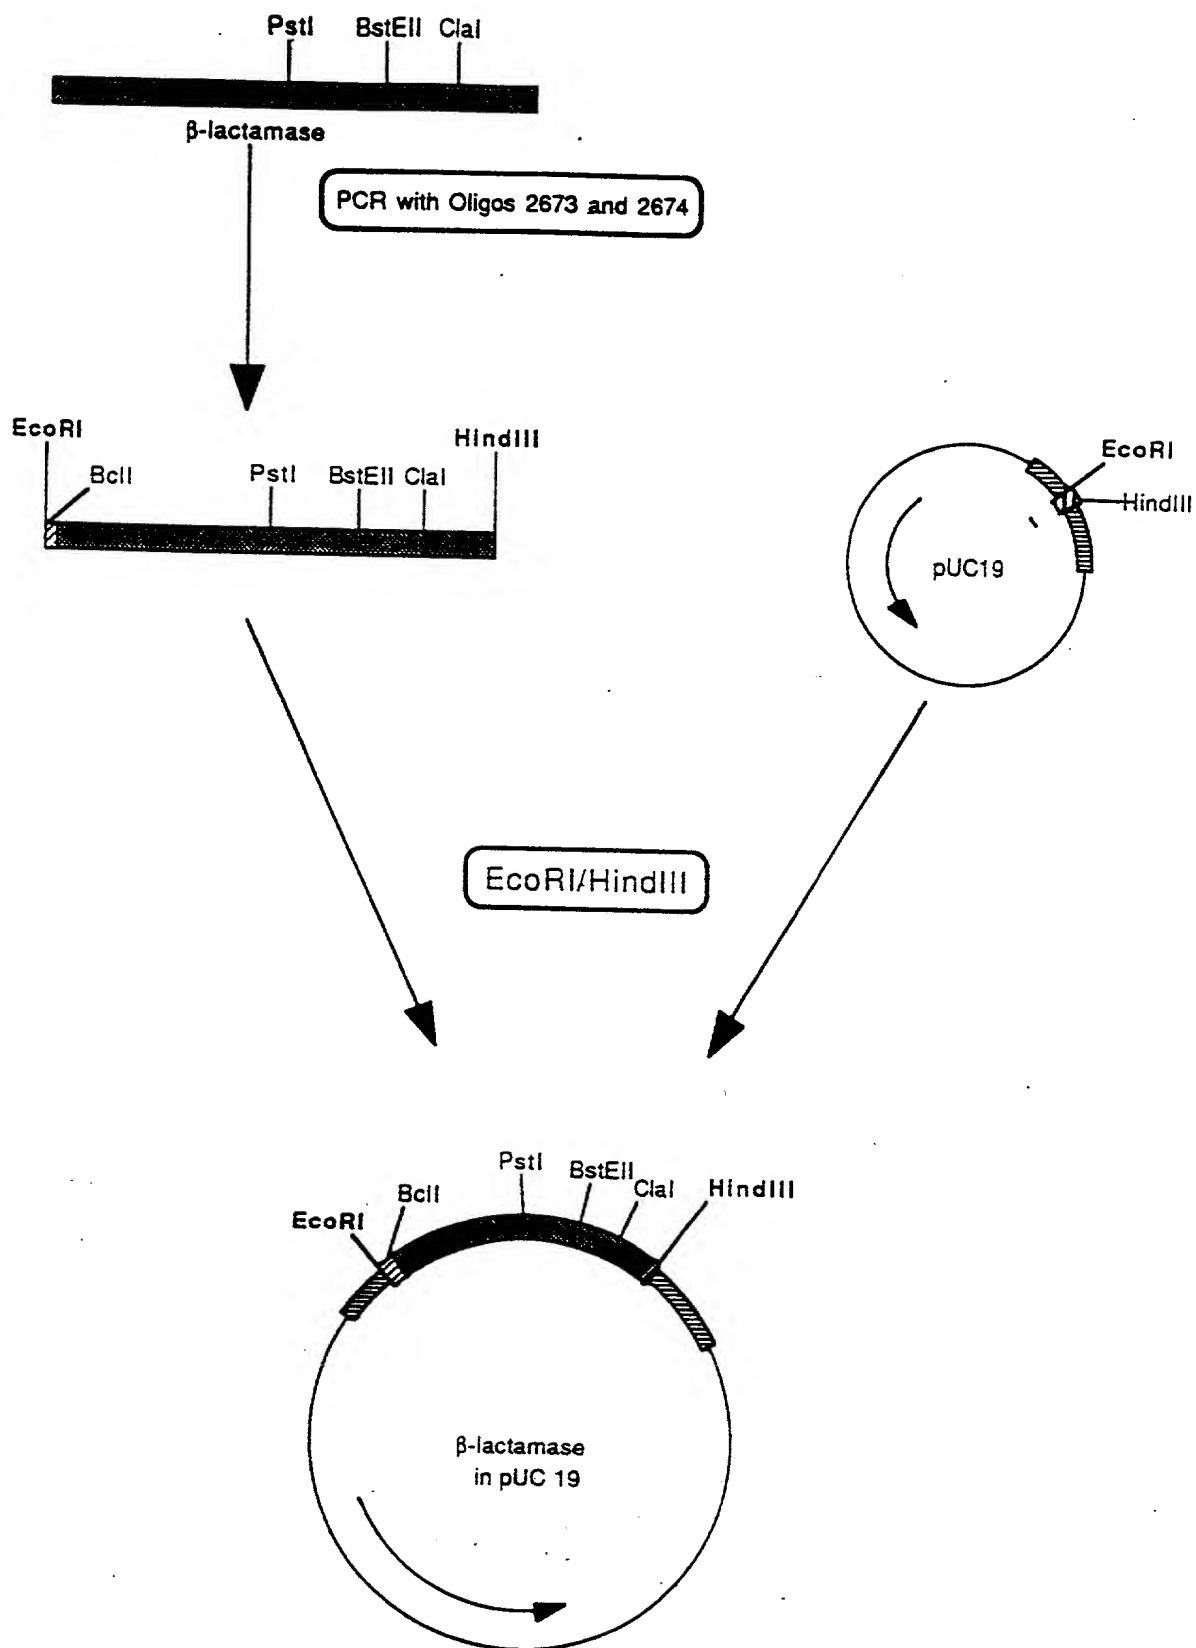 PstI BstEII ClaI
β-lactamase
PCR with Oligos 2673 and 2674
EcoRI
HindIII
BclI PstI BstEII ClaI
EcoRI
HindIII
pUC19
EcoRI/HindIII
PstI
BstEII
ClaI
HindIII
BclI
EcoRI
β-lactamase
in pUC 19